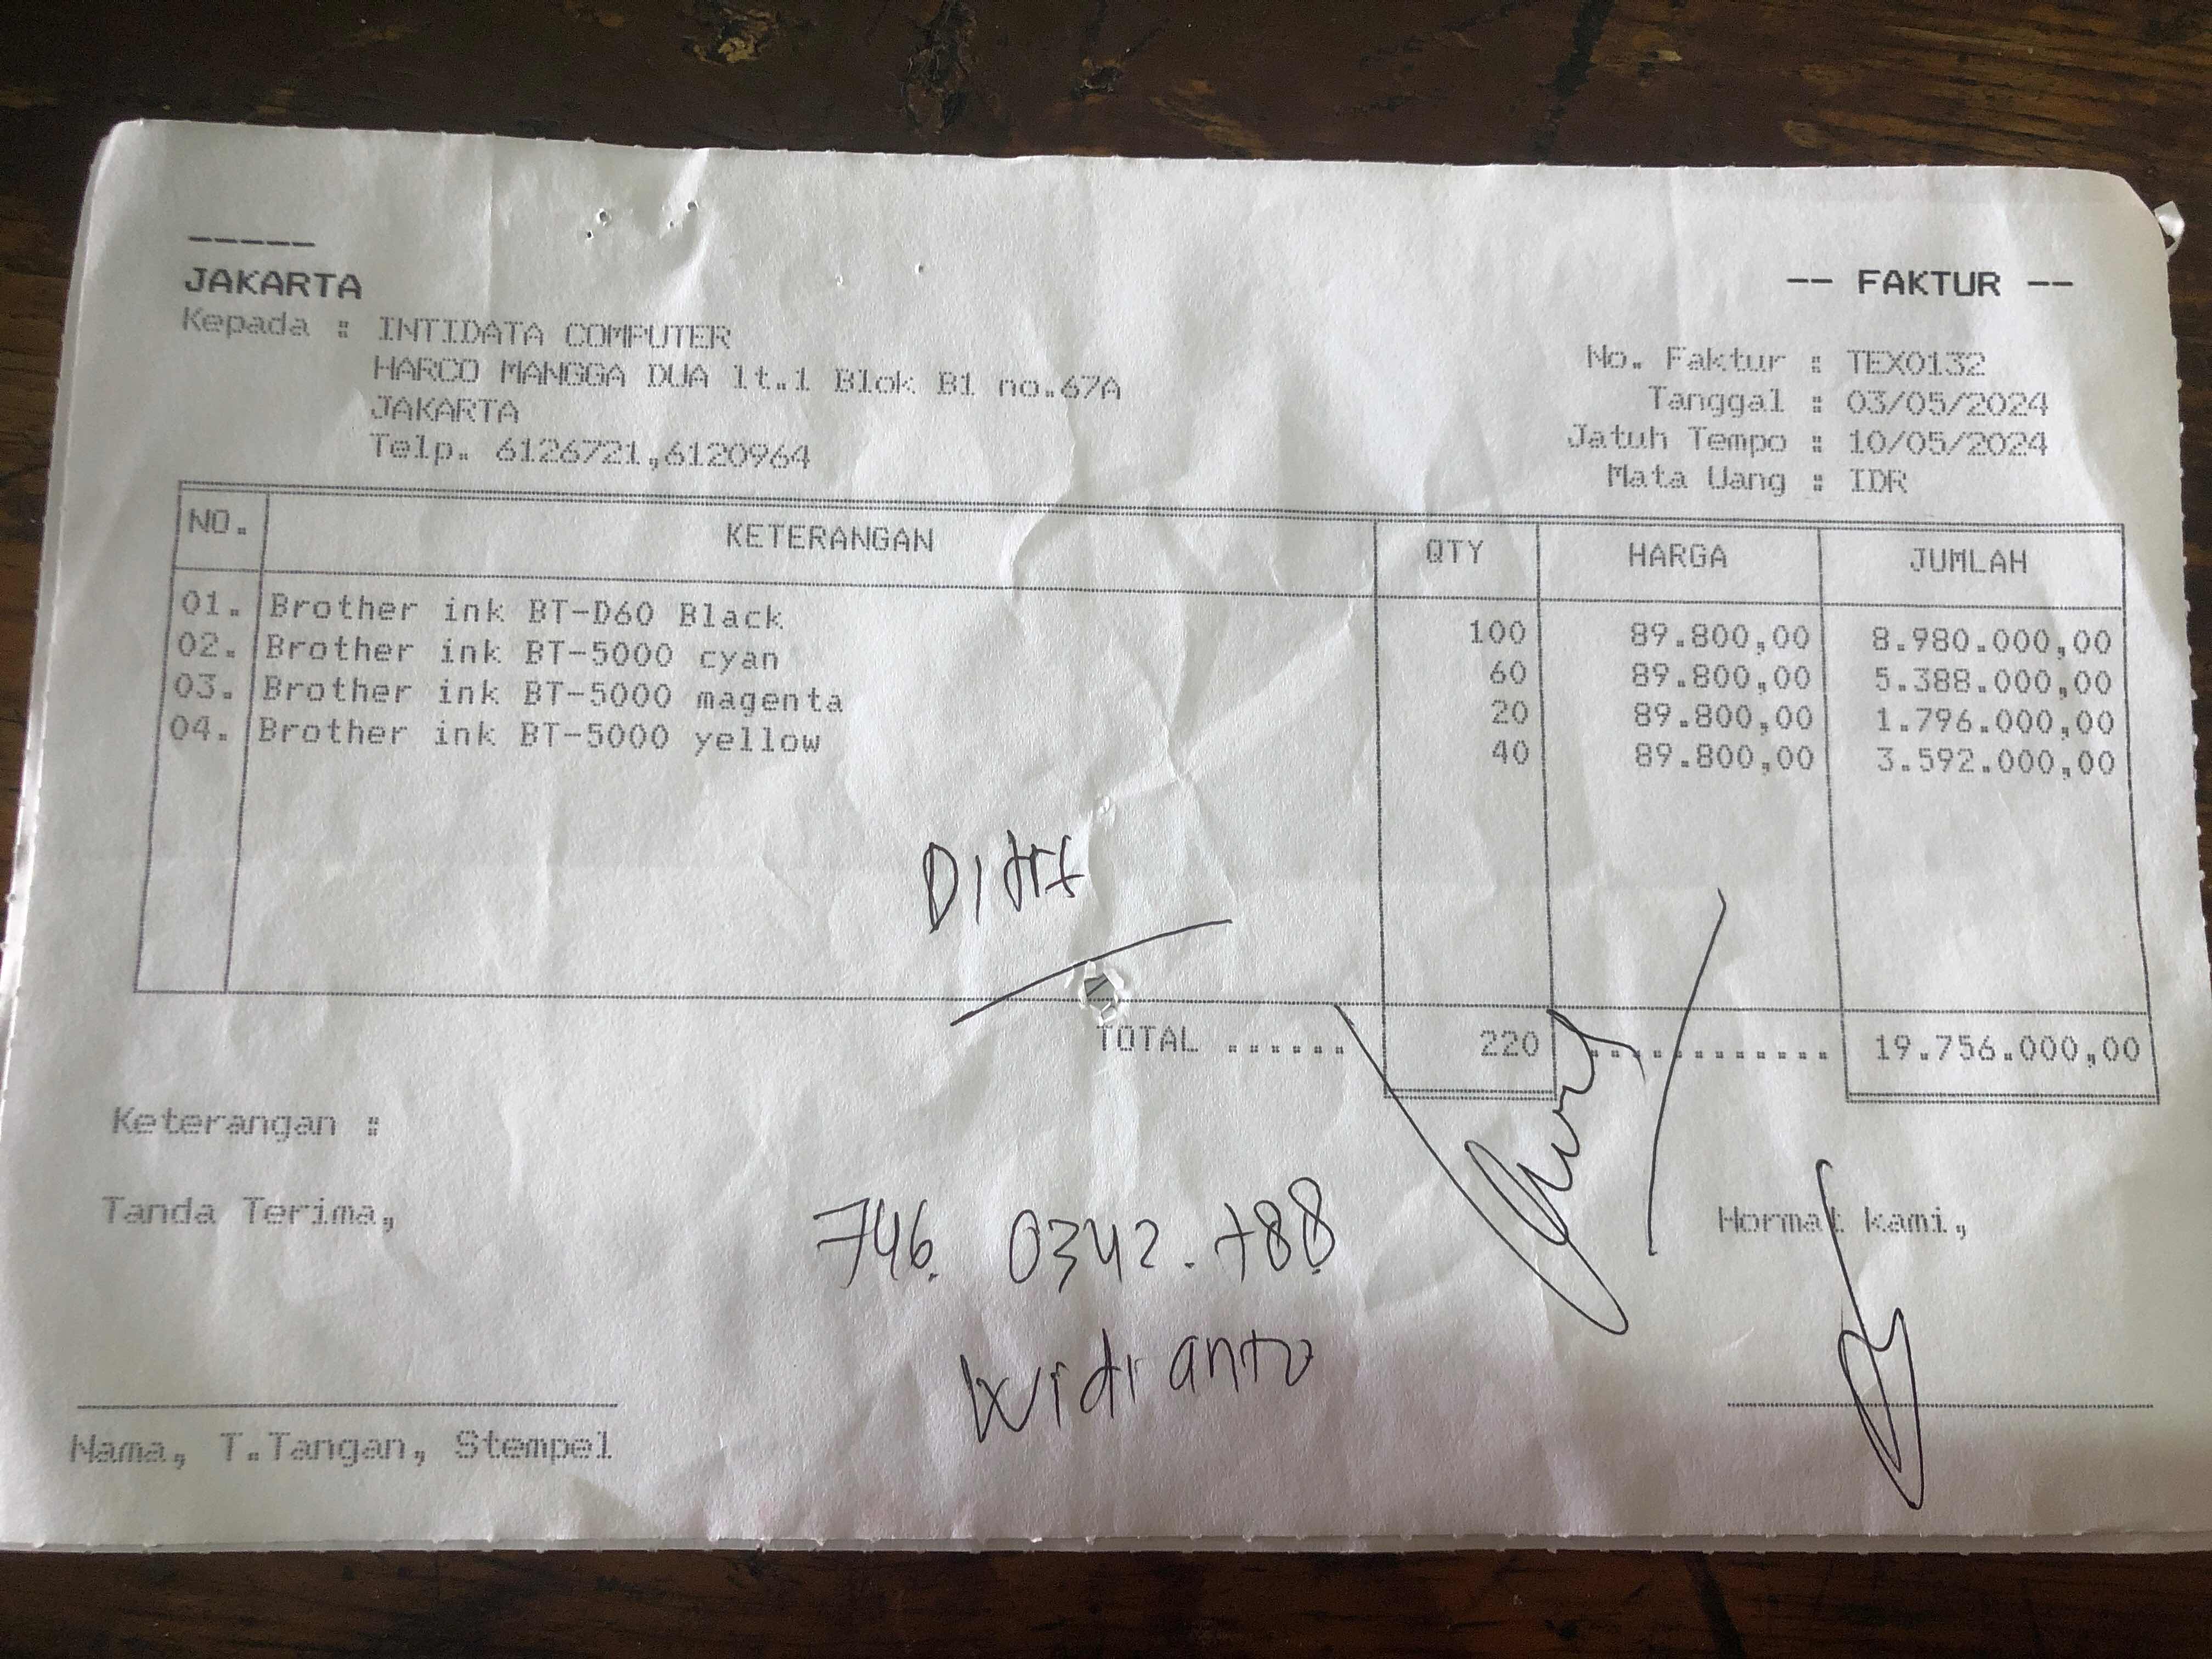 -----
JAKARTA
-- FAKTUR --
Kepada : INTIDATA COMPUTER
HARCO MANGGA DUA lt.1 Blok B1 no.67A
JAKARTA
Telp. 6126721,6120964
No. Faktur : TEX0132
Tanggal : 03/05/2024
Jatuh Tempo : 10/05/2024
Mata Uang : IDR
NO. KETERANGAN QTY HARGA JUMLAH
01. Brother ink BT-D60 Black 100 89.800,00 8.980.000,00
02. Brother ink BT-5000 cyan 60 89.800,00 5.388.000,00
03. Brother ink BT-5000 magenta 20 89.800,00 1.796.000,00
04. Brother ink BT-5000 yellow 40 89.800,00 3.592.000,00
TOTAL ...... 220 ............ 19.756.000,00
Keterangan :
Tanda Terima,
Hormat kami,
746. 0342.788
Widianto
Nama, T.Tangan, Stempel